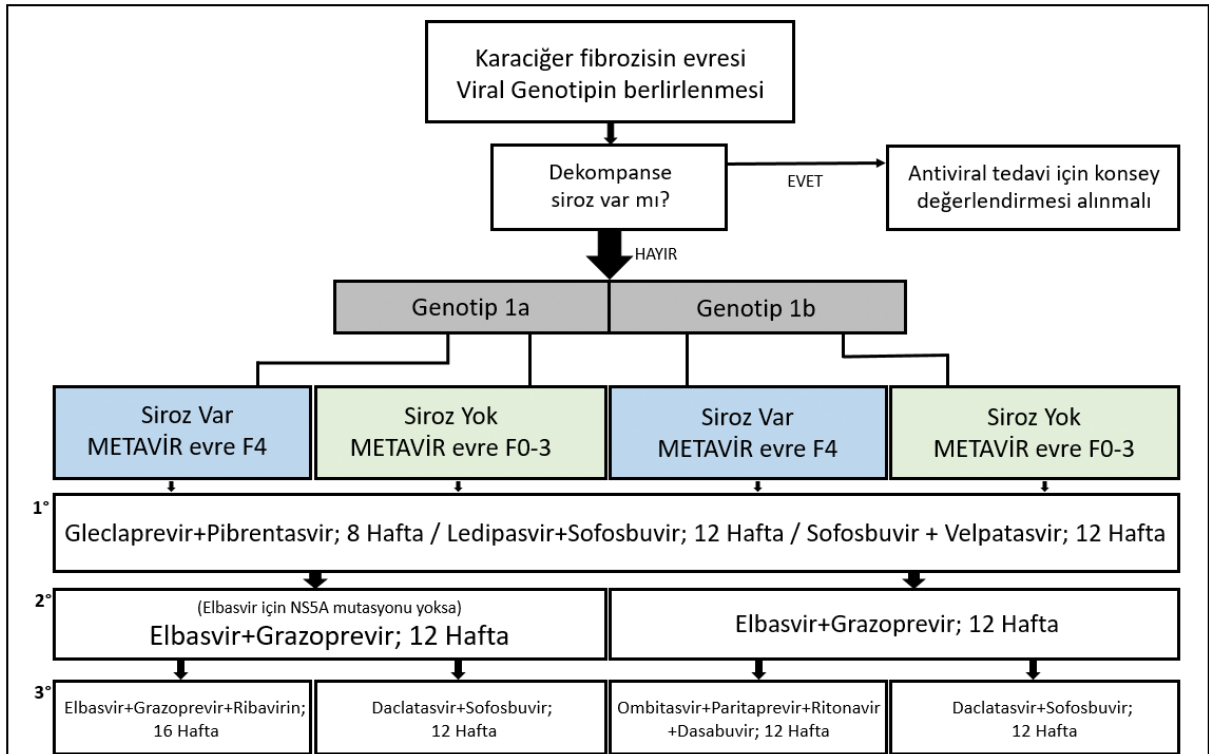 Karaciğer fibrozisin evresi
Viral Genotipin berlirlenmesi
Dekompanse
siroz var mı?
EVET
Antiviral tedavi için konsey
değerlendirmesi alınmalı
HAYIR
Genotip 1a
Genotip 1b
Siroz Var
METAVİR evre F4
Siroz Yok
METAVİR evre F0-3
Siroz Var
METAVİR evre F4
Siroz Yok
METAVİR evre F0-3
1°
Gleclaprevir+Pibrentasvir; 8 Hafta / Ledipasvir+Sofosbuvir; 12 Hafta / Sofosbuvir + Velpatasvir; 12 Hafta
2°
(Elbasvir için NS5A mutasyonu yoksa)
Elbasvir+Grazoprevir; 12 Hafta
Elbasvir+Grazoprevir; 12 Hafta
3°
Elbasvir+Grazoprevir+Ribavirin;
16 Hafta
Daclatasvir+Sofosbuvir;
12 Hafta
Ombitasvir+Paritaprevir+Ritonavir
+Dasabuvir; 12 Hafta
Daclatasvir+Sofosbuvir;
12 Hafta